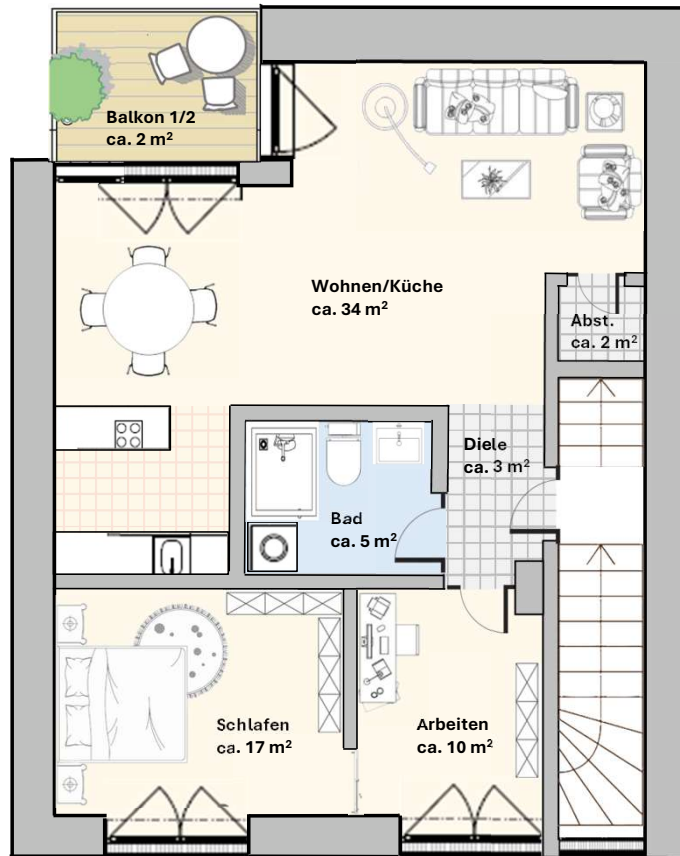 Balkon 1/2
ca. 2 m²
Wohnen/Küche
ca. 34 m²
Abst.
ca. 2 m²
Diele
ca. 3 m²
Bad
ca. 5 m²
Schlafen
ca. 17 m²
Arbeiten
ca. 10 m²